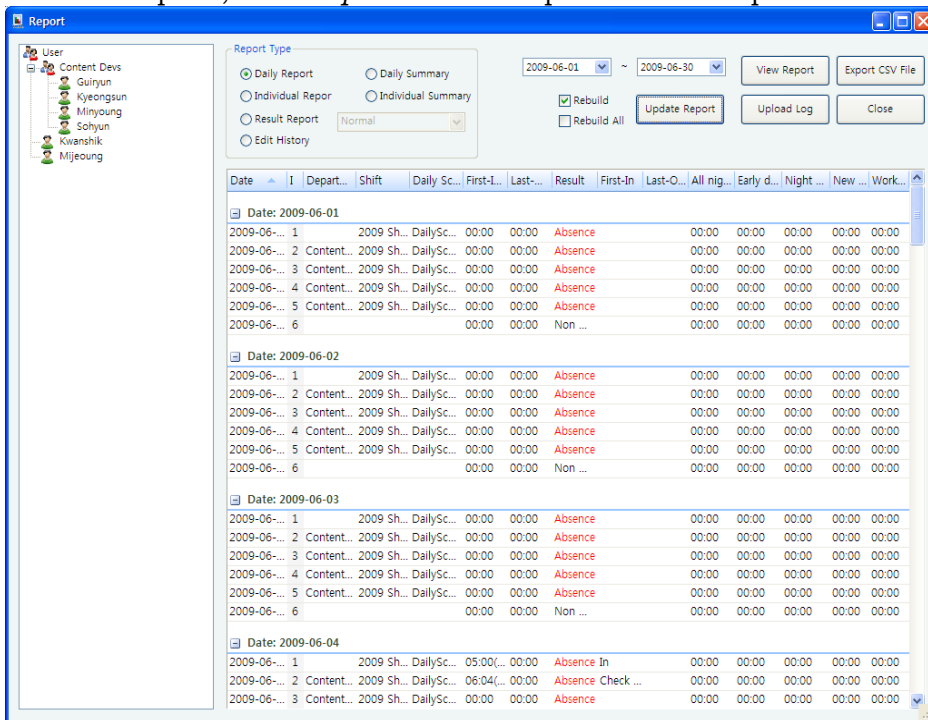 Report
User
Content Devs
Guiryun
Kyeongsun
Minyoung
Sohyun
Kwanshik
Mijeoung
Report Type
Daily Report Daily Summary
Individual Repor Individual Summary
Result Report Normal
Edit History
2009-06-01 ~ 2009-06-30
Rebuild
Rebuild All
Update Report
View Report Export CSV File
Upload Log Close
Date I Depart... Shift Daily Sc... First-I... Last-... Result First-In Last-O... All nig... Early d... Night ... New ... Work...
Date: 2009-06-01
2009-06-... 1 2009 Sh... DailySc... 00:00 00:00 Absence 00:00 00:00 00:00 00:00 00:00
2009-06-... 2 Content... 2009 Sh... DailySc... 00:00 00:00 Absence 00:00 00:00 00:00 00:00 00:00
2009-06-... 3 Content... 2009 Sh... DailySc... 00:00 00:00 Absence 00:00 00:00 00:00 00:00 00:00
2009-06-... 4 Content... 2009 Sh... DailySc... 00:00 00:00 Absence 00:00 00:00 00:00 00:00 00:00
2009-06-... 5 Content... 2009 Sh... DailySc... 00:00 00:00 Absence 00:00 00:00 00:00 00:00 00:00
2009-06-... 6 00:00 00:00 Non ... 00:00 00:00 00:00 00:00 00:00
Date: 2009-06-02
2009-06-... 1 2009 Sh... DailySc... 00:00 00:00 Absence 00:00 00:00 00:00 00:00 00:00
2009-06-... 2 Content... 2009 Sh... DailySc... 00:00 00:00 Absence 00:00 00:00 00:00 00:00 00:00
2009-06-... 3 Content... 2009 Sh... DailySc... 00:00 00:00 Absence 00:00 00:00 00:00 00:00 00:00
2009-06-... 4 Content... 2009 Sh... DailySc... 00:00 00:00 Absence 00:00 00:00 00:00 00:00 00:00
2009-06-... 5 Content... 2009 Sh... DailySc... 00:00 00:00 Absence 00:00 00:00 00:00 00:00 00:00
2009-06-... 6 00:00 00:00 Non ... 00:00 00:00 00:00 00:00 00:00
Date: 2009-06-03
2009-06-... 1 2009 Sh... DailySc... 00:00 00:00 Absence 00:00 00:00 00:00 00:00 00:00
2009-06-... 2 Content... 2009 Sh... DailySc... 00:00 00:00 Absence 00:00 00:00 00:00 00:00 00:00
2009-06-... 3 Content... 2009 Sh... DailySc... 00:00 00:00 Absence 00:00 00:00 00:00 00:00 00:00
2009-06-... 4 Content... 2009 Sh... DailySc... 00:00 00:00 Absence 00:00 00:00 00:00 00:00 00:00
2009-06-... 5 Content... 2009 Sh... DailySc... 00:00 00:00 Absence 00:00 00:00 00:00 00:00 00:00
2009-06-... 6 00:00 00:00 Non ... 00:00 00:00 00:00 00:00 00:00
Date: 2009-06-04
2009-06-... 1 2009 Sh... DailySc... 05:00(... 00:00 Absence In 00:00 00:00 00:00 00:00 00:00
2009-06-... 2 Content... 2009 Sh... DailySc... 06:04(... 00:00 Absence Check ... 00:00 00:00 00:00 00:00 00:00
2009-06-... 3 Content... 2009 Sh... DailySc... 00:00 00:00 Absence 00:00 00:00 00:00 00:00 00:00